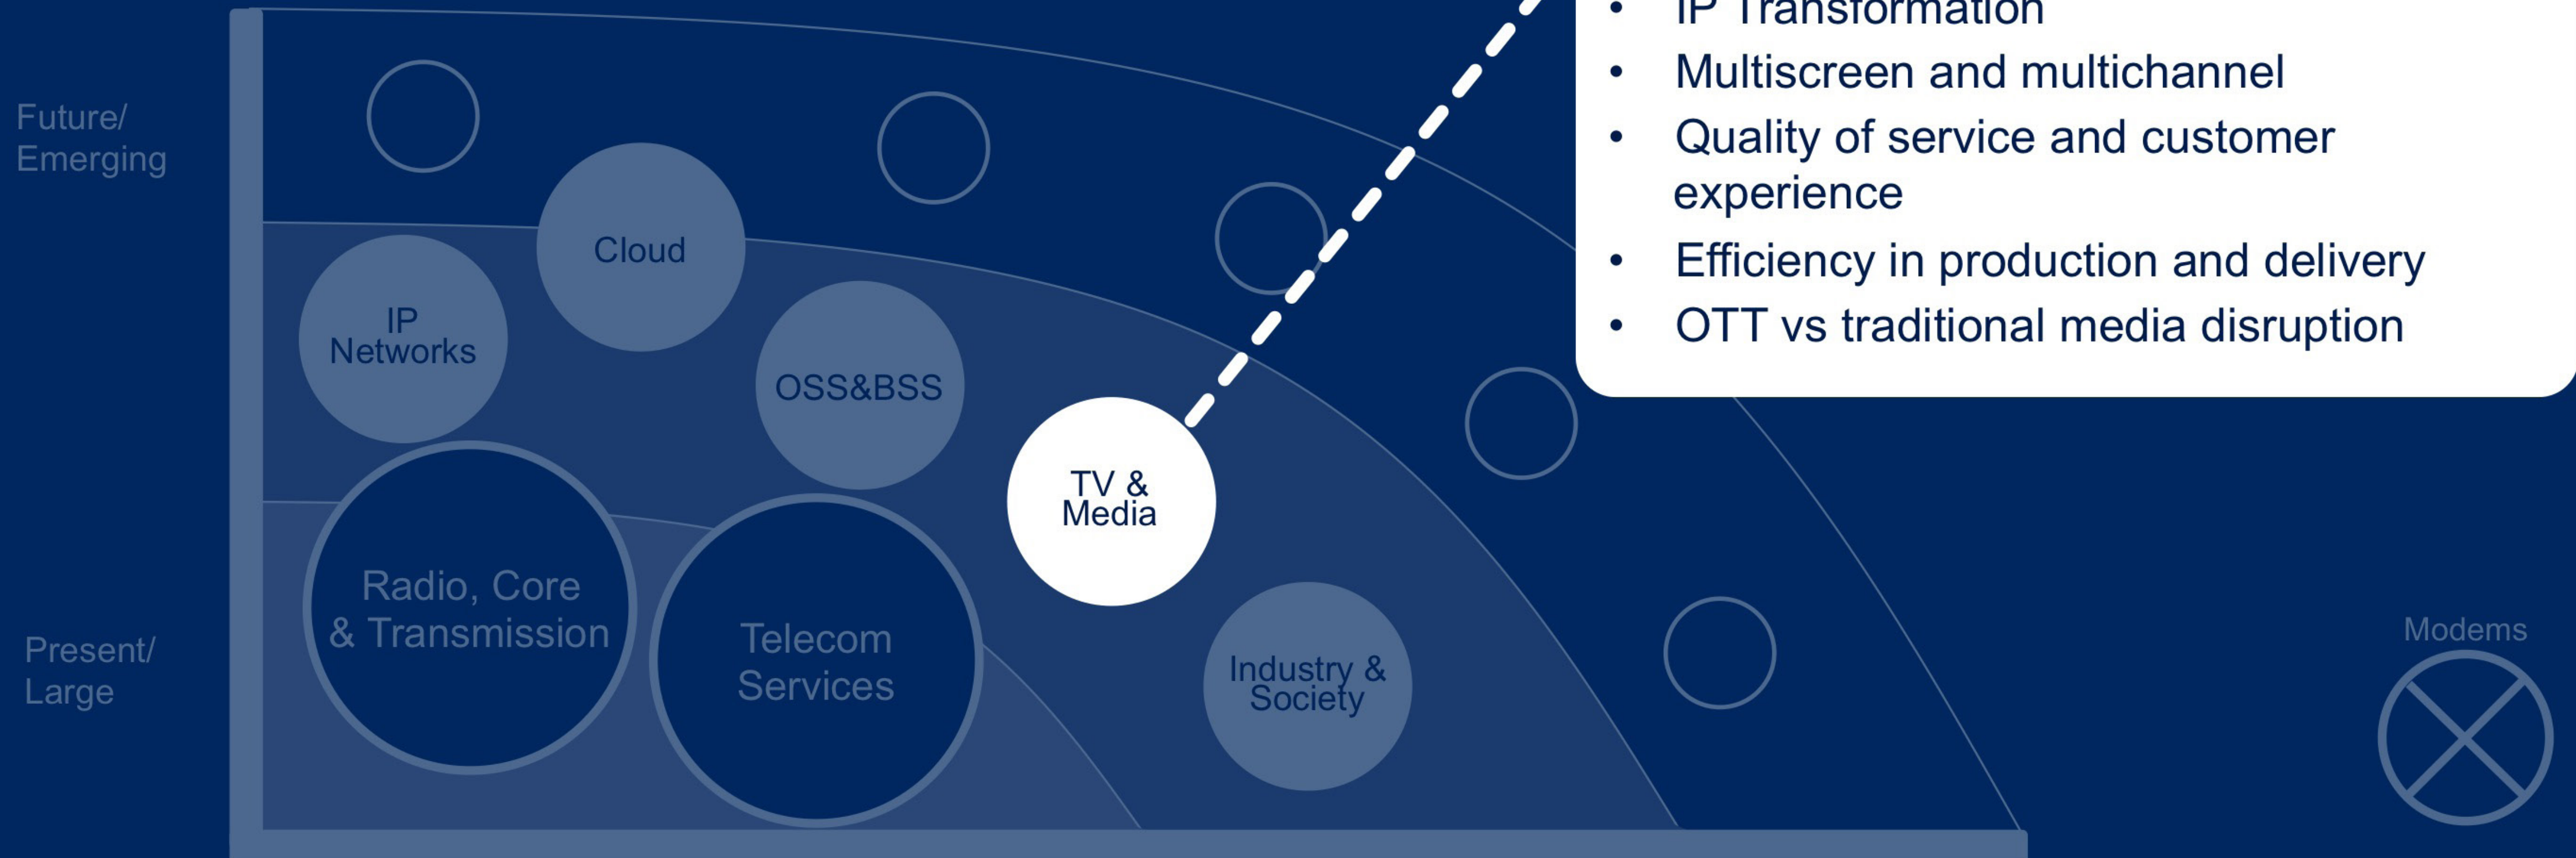 • IP Transformation
• Multiscreen and multichannel
• Quality of service and customer
experience
• Efficiency in production and delivery
• OTT vs traditional media disruption
Future/
Emerging
Cloud
IP
Networks
OSS&BSS
TV &
Media
Radio, Core
& Transmission
Telecom
Services
Industry &
Society
Present/
Large
Modems